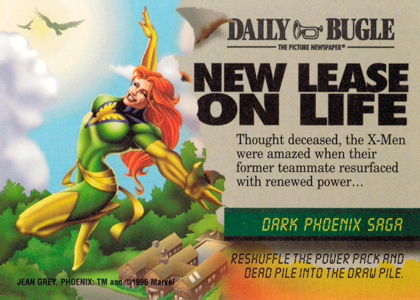 DAILY BUGLE
THE PICTURE NEWSPAPER®
NEW LEASE
ON LIFE
Thought deceased, the X-Men
were amazed when their
former teammate resurfaced
with renewed power...
DARK PHOENIX SAGA
RESHUFFLE THE POWER PACK AND
DEAD PILE INTO THE DRAW PILE.
JEAN GREY, PHOENIX: TM and ©1996 Marvel